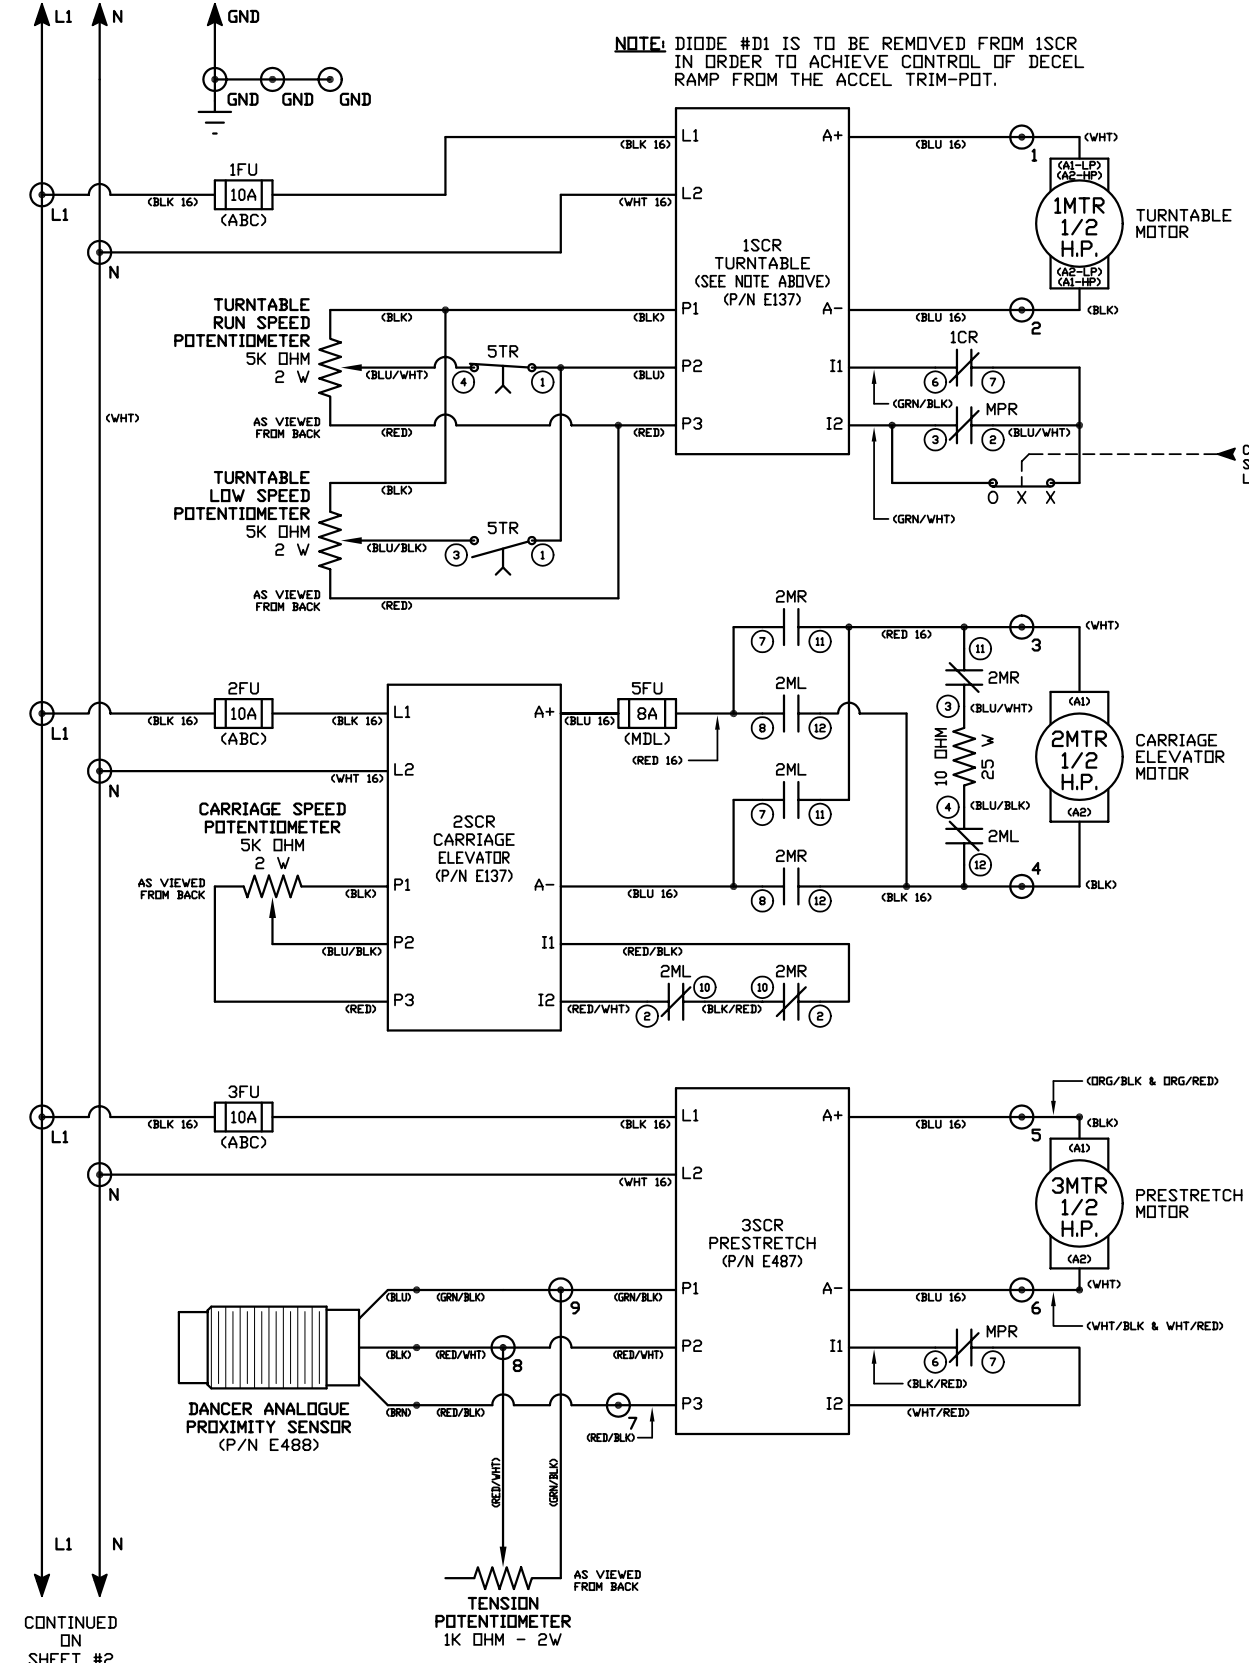 L1
N
GND
NOTE: DIODE #D1 IS TO BE REMOVED FROM 1SCR
IN ORDER TO ACHIEVE CONTROL OF DECEL
RAMP FROM THE ACCEL TRIM-POT.
GND GND GND
1FU
10A
(ABC)
L1
(BLK 16)
(BLK 16)
L1
A+
(BLU 16)
1
(WHT)
N
(WHT 16)
L2
1SCR
TURNTABLE
(SEE NOTE ABOVE)
(P/N E137)
(A1-LP)
(A2-HP)
1MTR
1/2
H.P.
(A2-LP)
(A1-HP)
TURNTABLE
MOTOR
TURNTABLE
RUN SPEED
POTENTIOMETER
5K OHM
2 W
AS VIEWED
FROM BACK
(BLK)
(BLK)
P1
A-
(BLU 16)
2
(BLK)
(BLU/WHT)
4
5TR
1
(BLU)
P2
I1
1CR
6
7
(GRN/BLK)
(RED)
(RED)
P3
I2
MPR
3
2
(BLU/WHT)
(WHT)
O X X
(GRN/WHT)
C
S
L
TURNTABLE
LOW SPEED
POTENTIOMETER
5K OHM
2 W
AS VIEWED
FROM BACK
(BLK)
(BLU/BLK)
3
5TR
1
(RED)
2FU
10A
(ABC)
L1
(BLK 16)
(BLK 16)
L1
N
(WHT 16)
L2
2SCR
CARRIAGE
ELEVATOR
(P/N E137)
A+
(BLU 16)
5FU
8A
(MDL)
(RED 16)
2MR
7
11
(RED 16)
3
(WHT)
2ML
8
12
2ML
7
11
2MR
8
12
11
2MR
3
(BLU/WHT)
10 OHM
25 W
4
(BLU/BLK)
2ML
12
(A1)
2MTR
1/2
H.P.
(A2)
CARRIAGE
ELEVATOR
MOTOR
CARRIAGE SPEED
POTENTIOMETER
5K OHM
2 W
AS VIEWED
FROM BACK
(BLK)
P1
A-
(BLU 16)
(BLK 16)
4
(BLK)
(BLU/BLK)
P2
I1
(RED/BLK)
(RED)
P3
I2
(RED/WHT)
2ML
2
10
(BLK/RED)
10
2MR
2
3FU
10A
(ABC)
L1
(BLK 16)
(BLK 16)
L1
A+
(BLU 16)
5
(ORG/BLK & ORG/RED)
(BLK)
N
(WHT 16)
L2
3SCR
PRESTRETCH
(P/N E487)
(A1)
3MTR
1/2
H.P.
(A2)
PRESTRETCH
MOTOR
(BLU)
(GRN/BLK)
9
(GRN/BLK)
P1
A-
(BLU 16)
6
(WHT)
(WHT/BLK & WHT/RED)
(BLK)
(RED/WHT)
8
(RED/WHT)
P2
I1
MPR
6
7
(BLK/RED)
(BRN)
(RED/BLK)
7
(RED/BLK)
P3
I2
(WHT/RED)
DANCER ANALOGUE
PROXIMITY SENSOR
(P/N E488)
(RED/WHT)
(GRN/BLK)
L1
N
AS VIEWED
FROM BACK
TENSION
POTENTIOMETER
1K OHM - 2W
CONTINUED
ON
SHEET #2